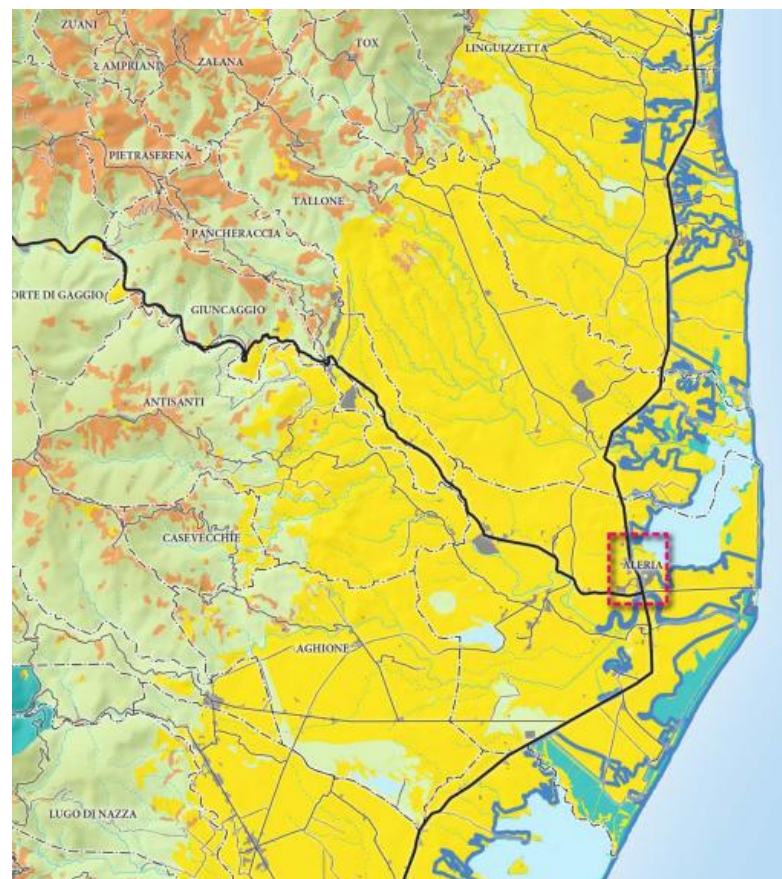 ZUANI
TOX
LINGUIZZETTA
AMPRIANI
ZALANA
PIETRASERENA
TALLONE
PANCHERACCIA
ORTE DI GAGGIO
GIUNCAGGIO
ANTISANTI
CASEVECCHIE
ALERIA
AGHIONE
LUGO DI NAZZA